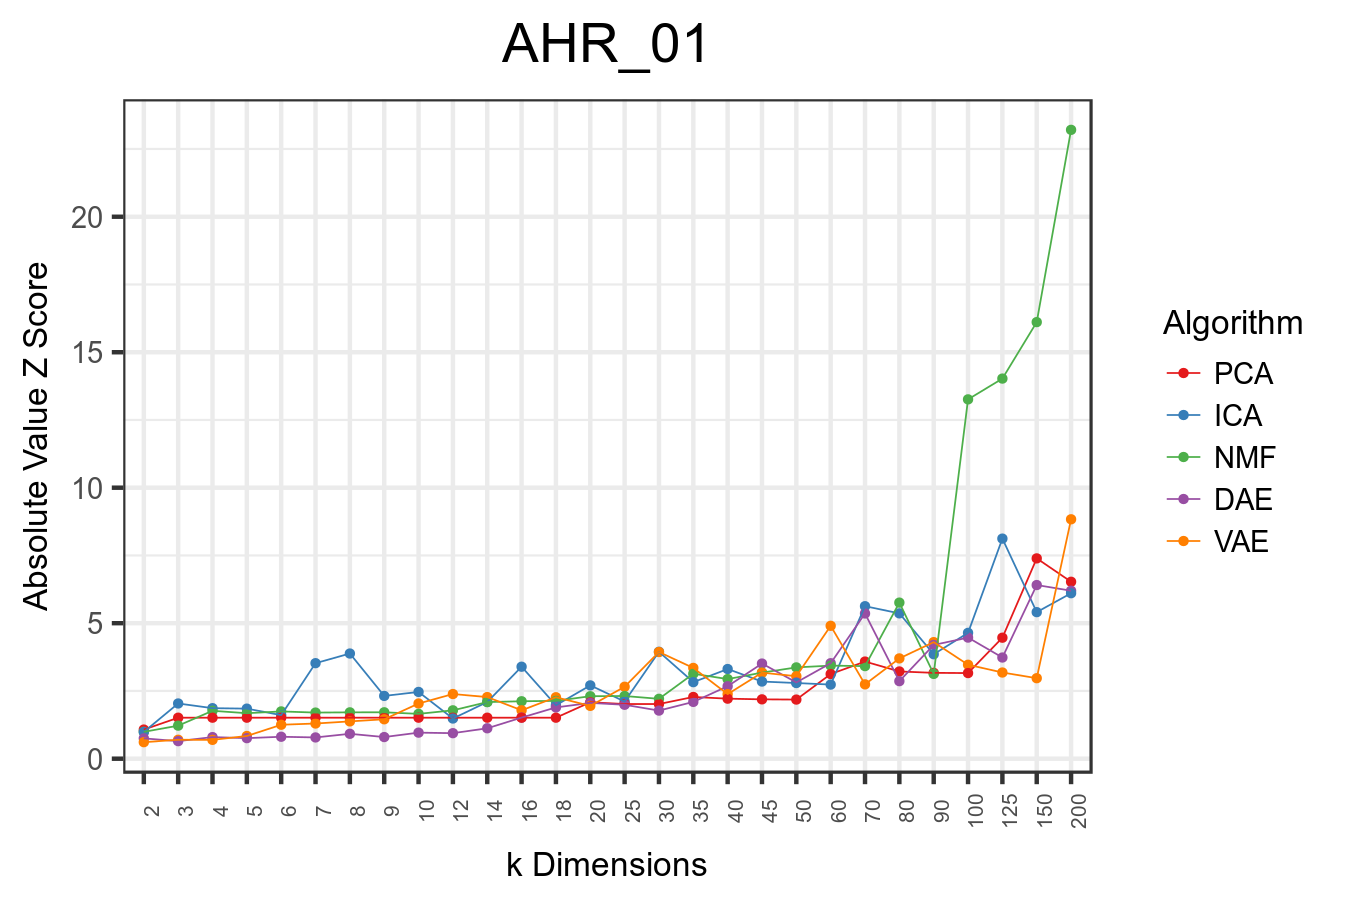 AHR_01
Absolute Value Z Score
20
15
10
5
0
2 3 4 5 6 7 8 9 10 12 14 16 18 20 25 30 35 40 45 50 60 70 80 90 100 125 150 200
k Dimensions
Algorithm
PCA
ICA
NMF
DAE
VAE